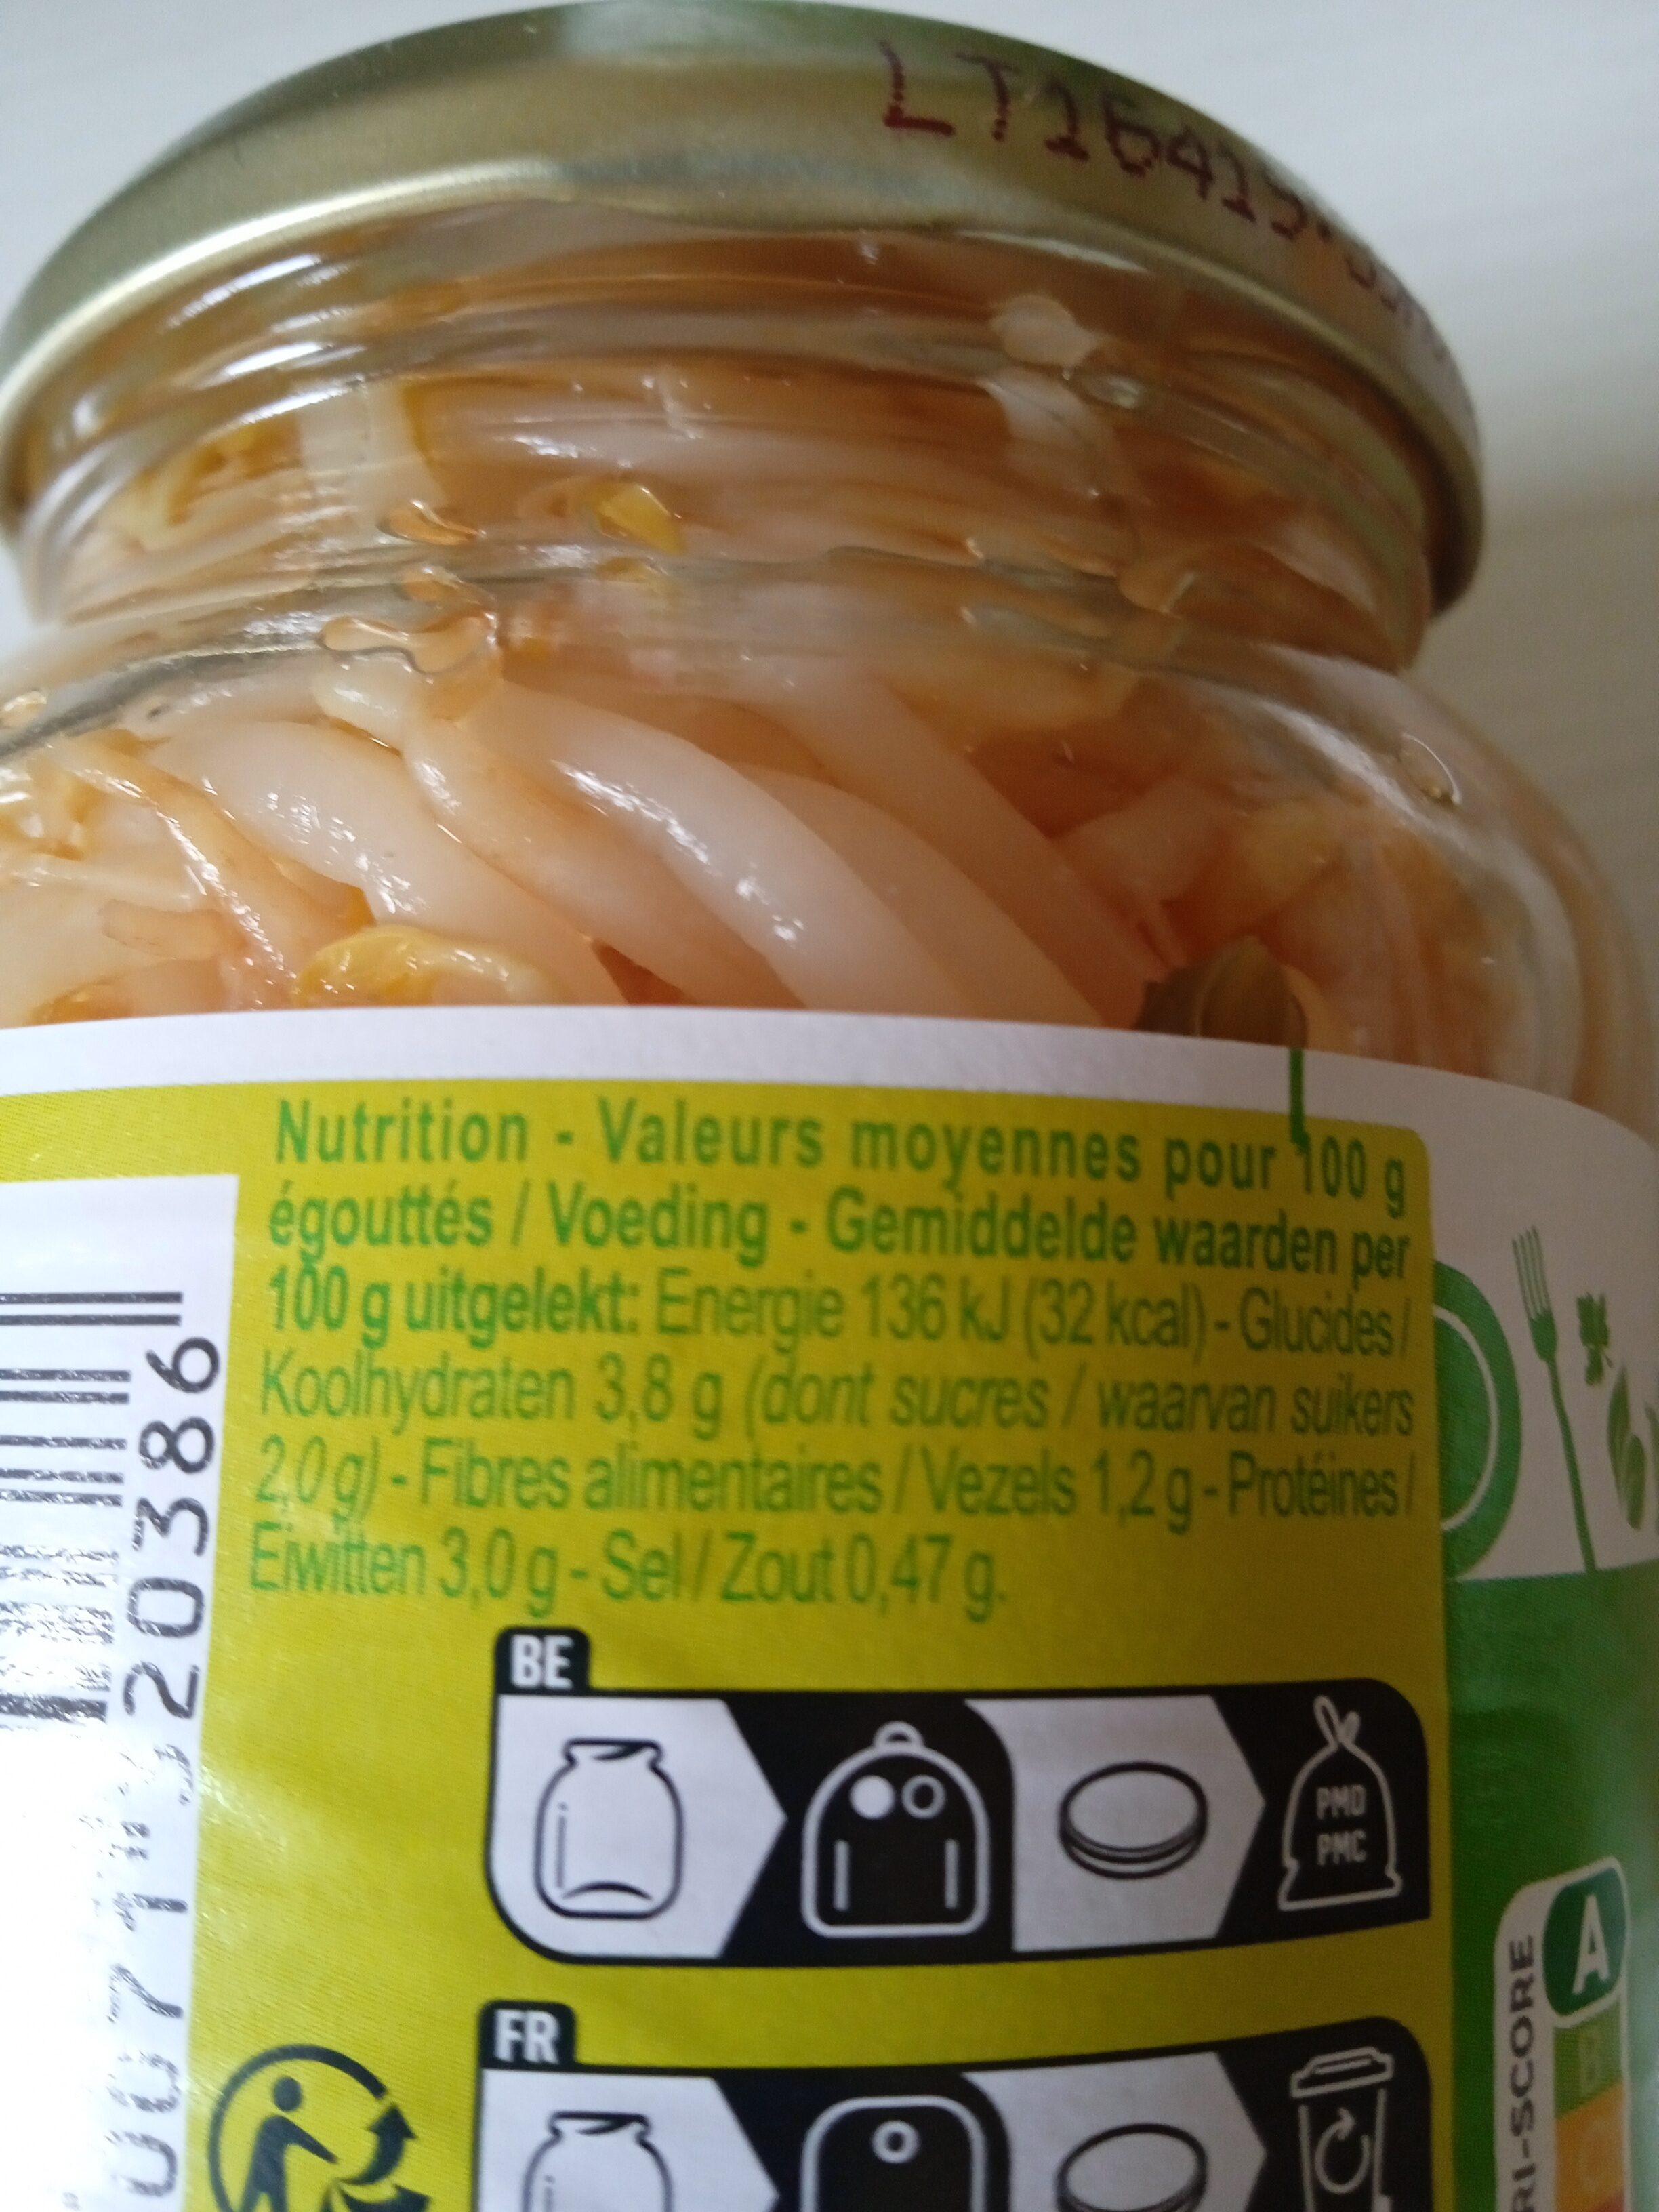 Nutrition - Valeurs moyennes pour 100 g
égouttés / Voeding - Gemiddelde waarden per
100 g uitgelekt: Energie 136 kJ (32 kcal) - Glucides /
Koolhydraten 3,8 g (dont sucres / waarvan suikers
2,0 g) - Fibres alimentaires / Vezels 1,2 g - Protéines /
Eiwitten 3,0 g - Sel / Zout 0,47 g.
BE
PMD
PMC
FR
20386
RI-SCORE
A
B
C